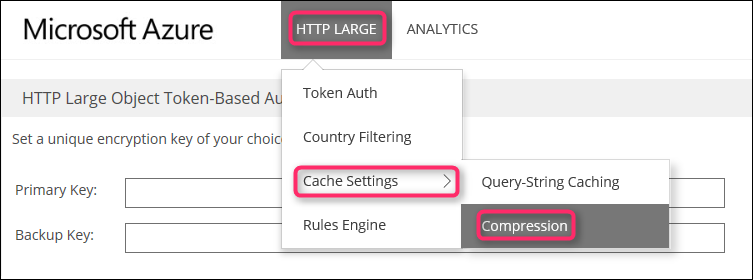 Microsoft Azure
HTTP LARGE
ANALYTICS
HTTP Large Object Token-Based Au
Set a unique encryption key of your choice
Primary Key:
Backup Key:
Token Auth
Country Filtering
Cache Settings
Rules Engine
Query-String Caching
Compression